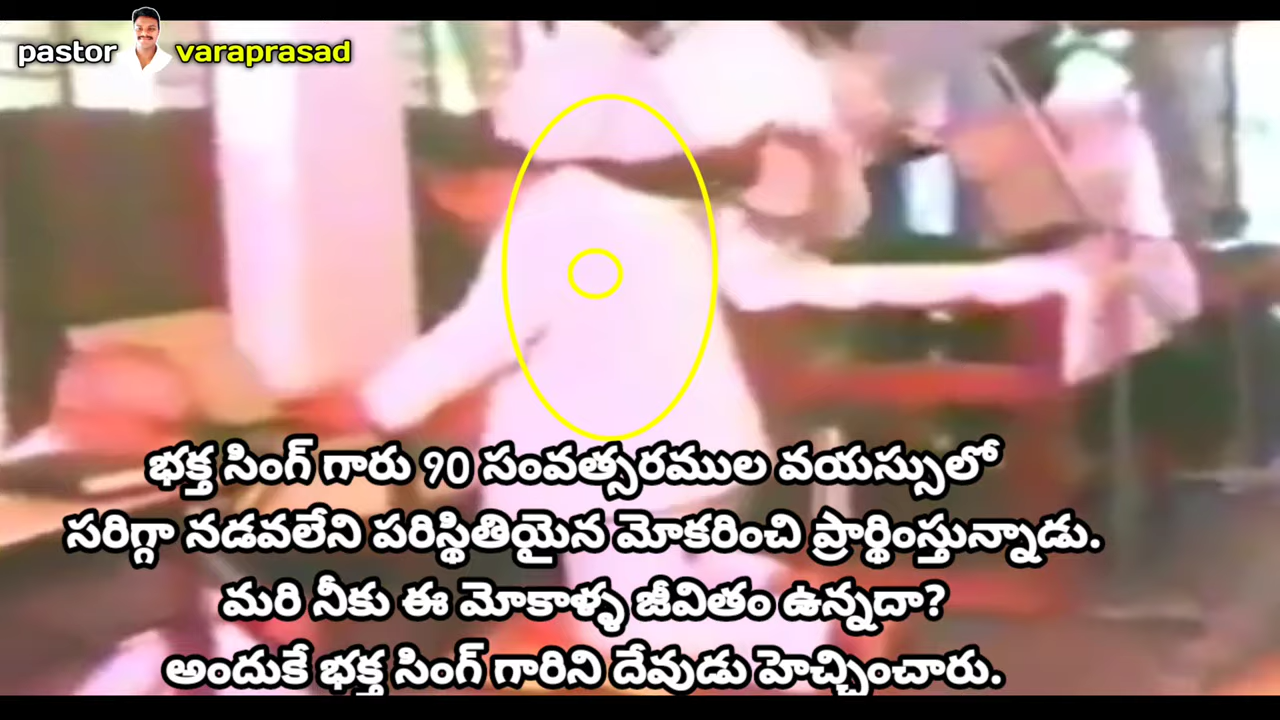 pastor varaprasad
భక్త సింగ్ గారు 90 సంవత్సరముల వయస్సులో
సరిగ్గా నడవలేని పరిస్థితియైన మోకరించి ప్రార్థింస్తున్నాడు.
మరి నీకు ఈ మోకాళ్ళ జీవితం ఉన్నదా?
అందుకే భక్త సింగ్ గారిని దేవుడు హెచ్చించారు.